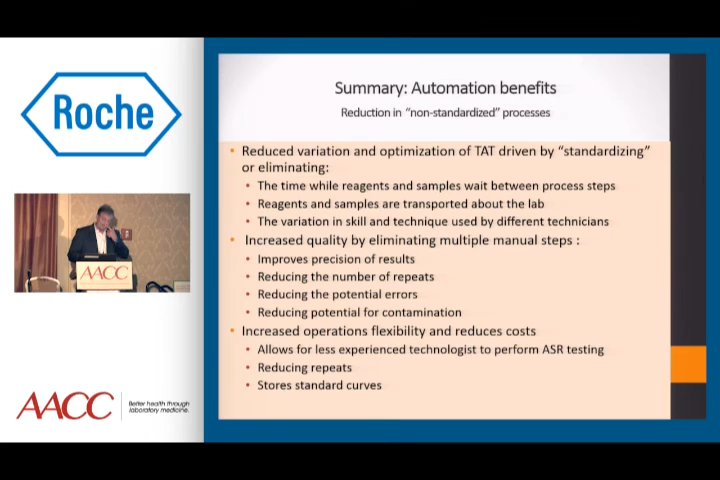 Roche
AACC
AACC
Better health through
laboratory medicine.
Summary: Automation benefits
Reduction in "non-standardized" processes
• Reduced variation and optimization of TAT driven by "standardizing"
or eliminating:
• The time while reagents and samples wait between process steps
• Reagents and samples are transported about the lab
• The variation in skill and technique used by different technicians
• Increased quality by eliminating multiple manual steps :
• Improves precision of results
• Reducing the number of repeats
• Reducing the potential errors
• Reducing potential for contamination
• Increased operations flexibility and reduces costs
• Allows for less experienced technologist to perform ASR testing
• Reducing repeats
• Stores standard curves